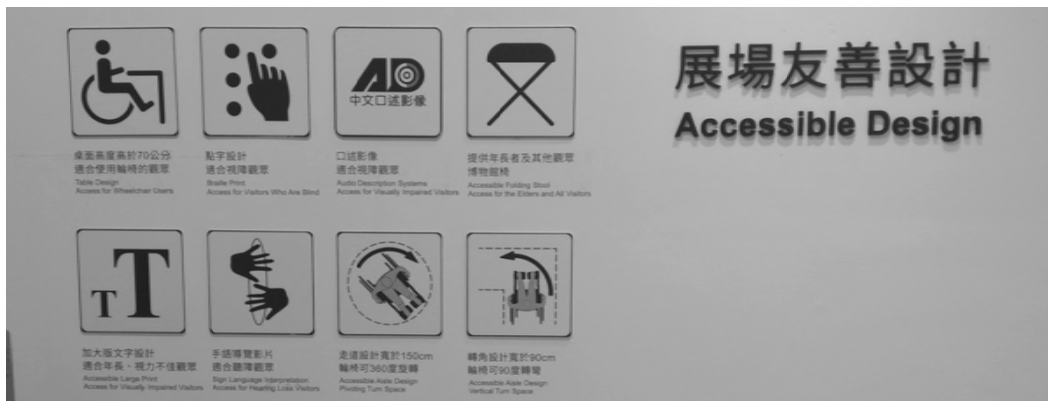 展場友善設計
Accessible Design
桌面高度高於70公分
適合使用輪椅的觀眾
Table Design
Access for Wheelchair Users
點字設計
適合視障觀眾
Braille Print
Access for Visitors Who Are Blind
AD
中文口述影像
口述影像
適合視障觀眾
Audio Description Systems
Access for Visually Impaired Visitors
提供年長者及其他觀眾
博物館椅
Accessible Folding Stool
Access for the Elders and All Visitors
T T
加大版文字設計
適合年長、視力不佳觀眾
Accessible Large Print
Access for Visually Impaired Visitors
手語導覽影片
適合聽障觀眾
Sign Language Interpretation
Access for Hearing Loss Visitors
走道設計寬於150cm
輪椅可360度旋轉
Accessible Aisle Design
Pivoting Turn Space
轉角設計寬於90cm
輪椅可90度轉彎
Accessible Aisle Design
Vertical Turn Space